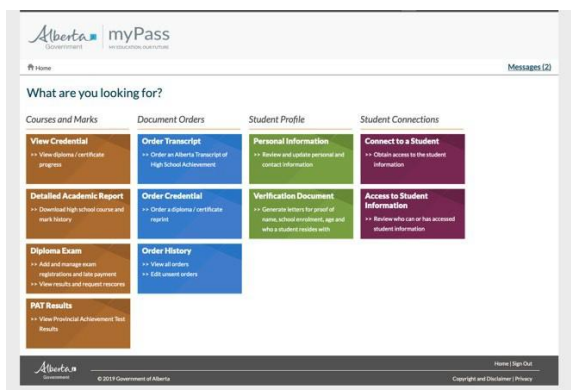 Alberta
Government
myPass
MY EDUCATION. OUR FUTURE.
Home
Messages (2)
What are you looking for?
Courses and Marks
View Credential
>> View diploma / certificate
progress
Detailed Academic Report
>> Download high school course and
mark history
Diploma Exam
>> Add and manage exam
registrations and late payment
>> View results and request rescores
PAT Results
>> View Provincial Achievement Test
Results
Document Orders
Order Transcript
>> Order an Alberta Transcript of
High School Achievement
Order Credential
>> Order a diploma / certificate
reprint
Order History
>> View all orders
>> Edit unsent orders
Student Profile
Personal Information
>> Review and update personal and
contact information
Verification Document
>> Generate letters for proof of
name, school enrolment, age and
who a student resides with
Student Connections
Connect to a Student
>> Obtain access to the student
information
Access to Student
Information
>> Review who can or has accessed
student information
Alberta
Government
© 2019 Government of Alberta
Home | Sign Out
Copyright and Disclaimer | Privacy